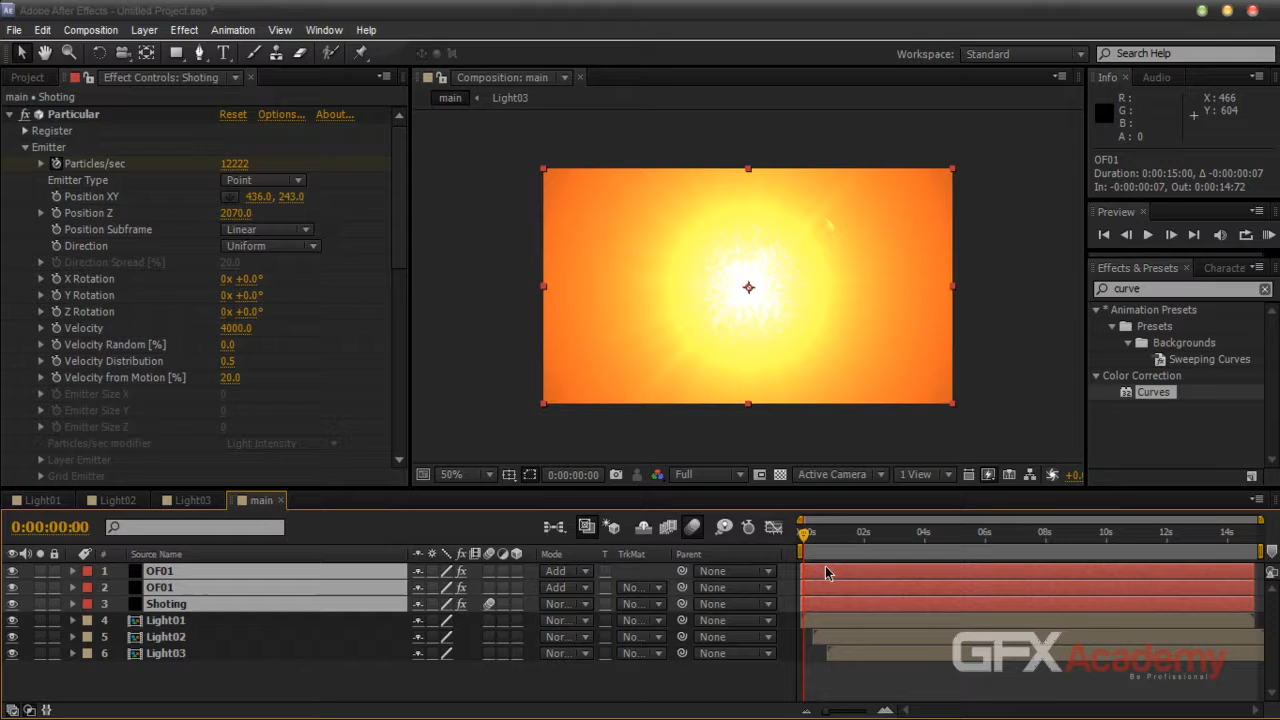 Adobe After Effects - Untitled Project.aep *
File Edit Composition Layer Effect Animation View Window Help
Workspace: Standard Search Help
Project Effect Controls: Shoting Composition: main Info Audio
main • Shoting main Light03 R: X: 466
G: Y: 604
B:
A: 0
fx Particular Reset Options... About...
Register
Emitter
Particles/sec 12222
Emitter Type Point
Position XY 436.0, 243.0
Position Z 2070.0
Position Subframe Linear
Direction Uniform
Direction Spread [%] 20.0
X Rotation 0x +0.0°
Y Rotation 0x +0.0°
Z Rotation 0x +0.0°
Velocity 4000.0
Velocity Random [%] 0.0
Velocity Distribution 0.5
Velocity from Motion [%] 20.0
Emitter Size X 0
Emitter Size Y 0
Emitter Size Z 0
Particles/sec modifier Light Intensity
Layer Emitter
Grid Emitter
OF01
Duration: 0:00:15:00, Δ -0:00:00:07
In: -0:00:00:07, Out: 0:00:14:72
Preview
Effects & Presets Characte
curve
* Animation Presets
Presets
Backgrounds
Sweeping Curves
Color Correction
Curves
50% 0:00:00:00 Full Active Camera 1 View +0.
Light01 Light02 Light03 main
0:00:00:00
02s 04s 06s 08s 10s 12s 14s
# Source Name fx Mode T TrkMat Parent
1 OF01 fx Add None
2 OF01 fx Add No... None
3 Shoting fx Nor... No... None
4 Light01 Nor... No... None
5 Light02 Nor... No... None
6 Light03 Nor... No... None
GFX Academy
Be Profissional